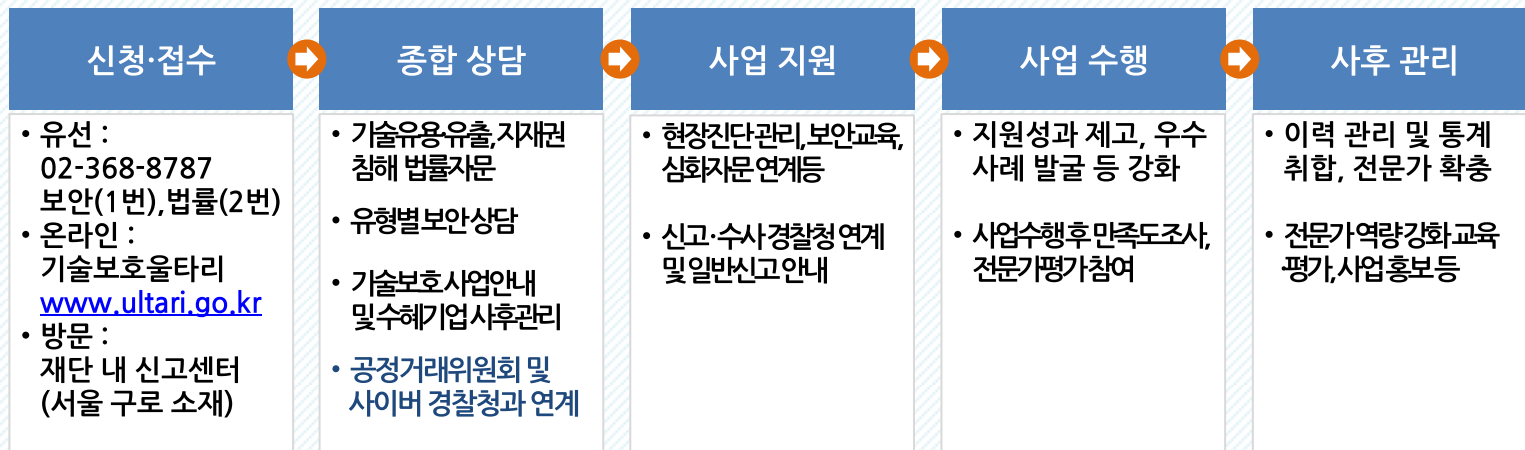 신청·접수
• 유선 :
02-368-8787
보안(1번),법률(2번)
• 온라인 :
기술보호울타리
www.ultari.go.kr
• 방문 :
재단 내 신고센터
(서울 구로 소재)
종합 상담
• 기술유용·유출,지재권
침해 법률자문
• 유형별 보안 상담
• 기술보호 사업안내
및 수혜기업 사후관리
• 공정거래위원회 및
사이버 경찰청과 연계
사업 지원
• 현장진단·관리, 보안교육,
심화자문 연계 등
• 신고·수사 경찰청 연계
및 일반신고 안내
사업 수행
• 지원성과 제고, 우수
사례 발굴 등 강화
• 사업수행 후 만족도조사,
전문가평가 참여
사후 관리
• 이력 관리 및 통계
취합, 전문가 확충
• 전문가 역량 강화 교육
·평가, 사업 홍보 등